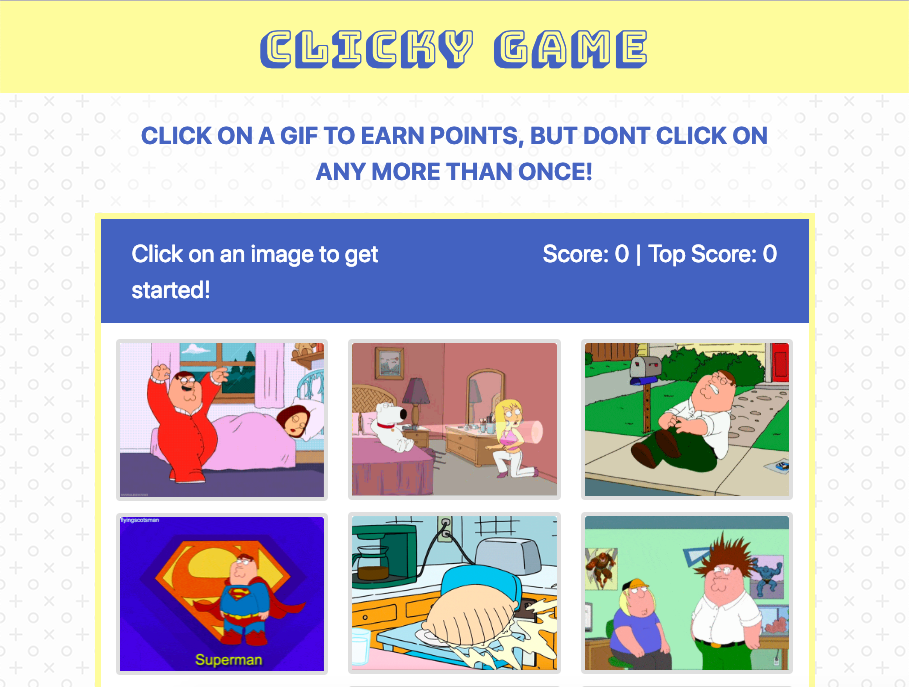 CLICKY GAME
CLICK ON A GIF TO EARN POINTS, BUT DONT CLICK ON
ANY MORE THAN ONCE!
Click on an image to get
started!
Score: 0 | Top Score: 0
flyingscotsman
Superman